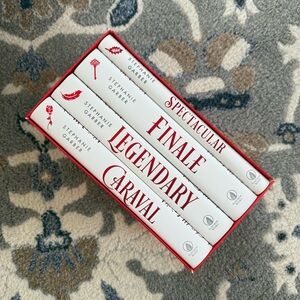 STEPHANIE
GARBER
SPECTACULAR
STEPHANIE
GARBER
FINALE
STEPHANIE
GARBER
LEGENDARY
STEPHANIE
GARBER
CARAVAL